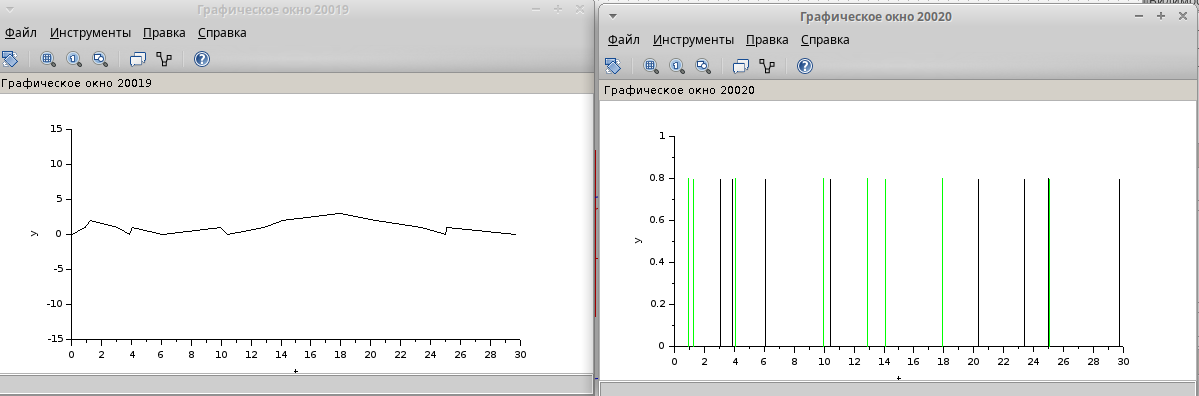 Графическое окно 20019
Файл Инструменты Правка Справка
Графическое окно 20019
15
10
5
0
-5
-10
-15
y
0 2 4 6 8 10 12 14 16 18 20 22 24 26 28 30
t
Графическое окно 20020
Файл Инструменты Правка Справка
Графическое окно 20020
1
0.8
0.6
0.4
0.2
0
y
0 2 4 6 8 10 12 14 16 18 20 22 24 26 28 30
t